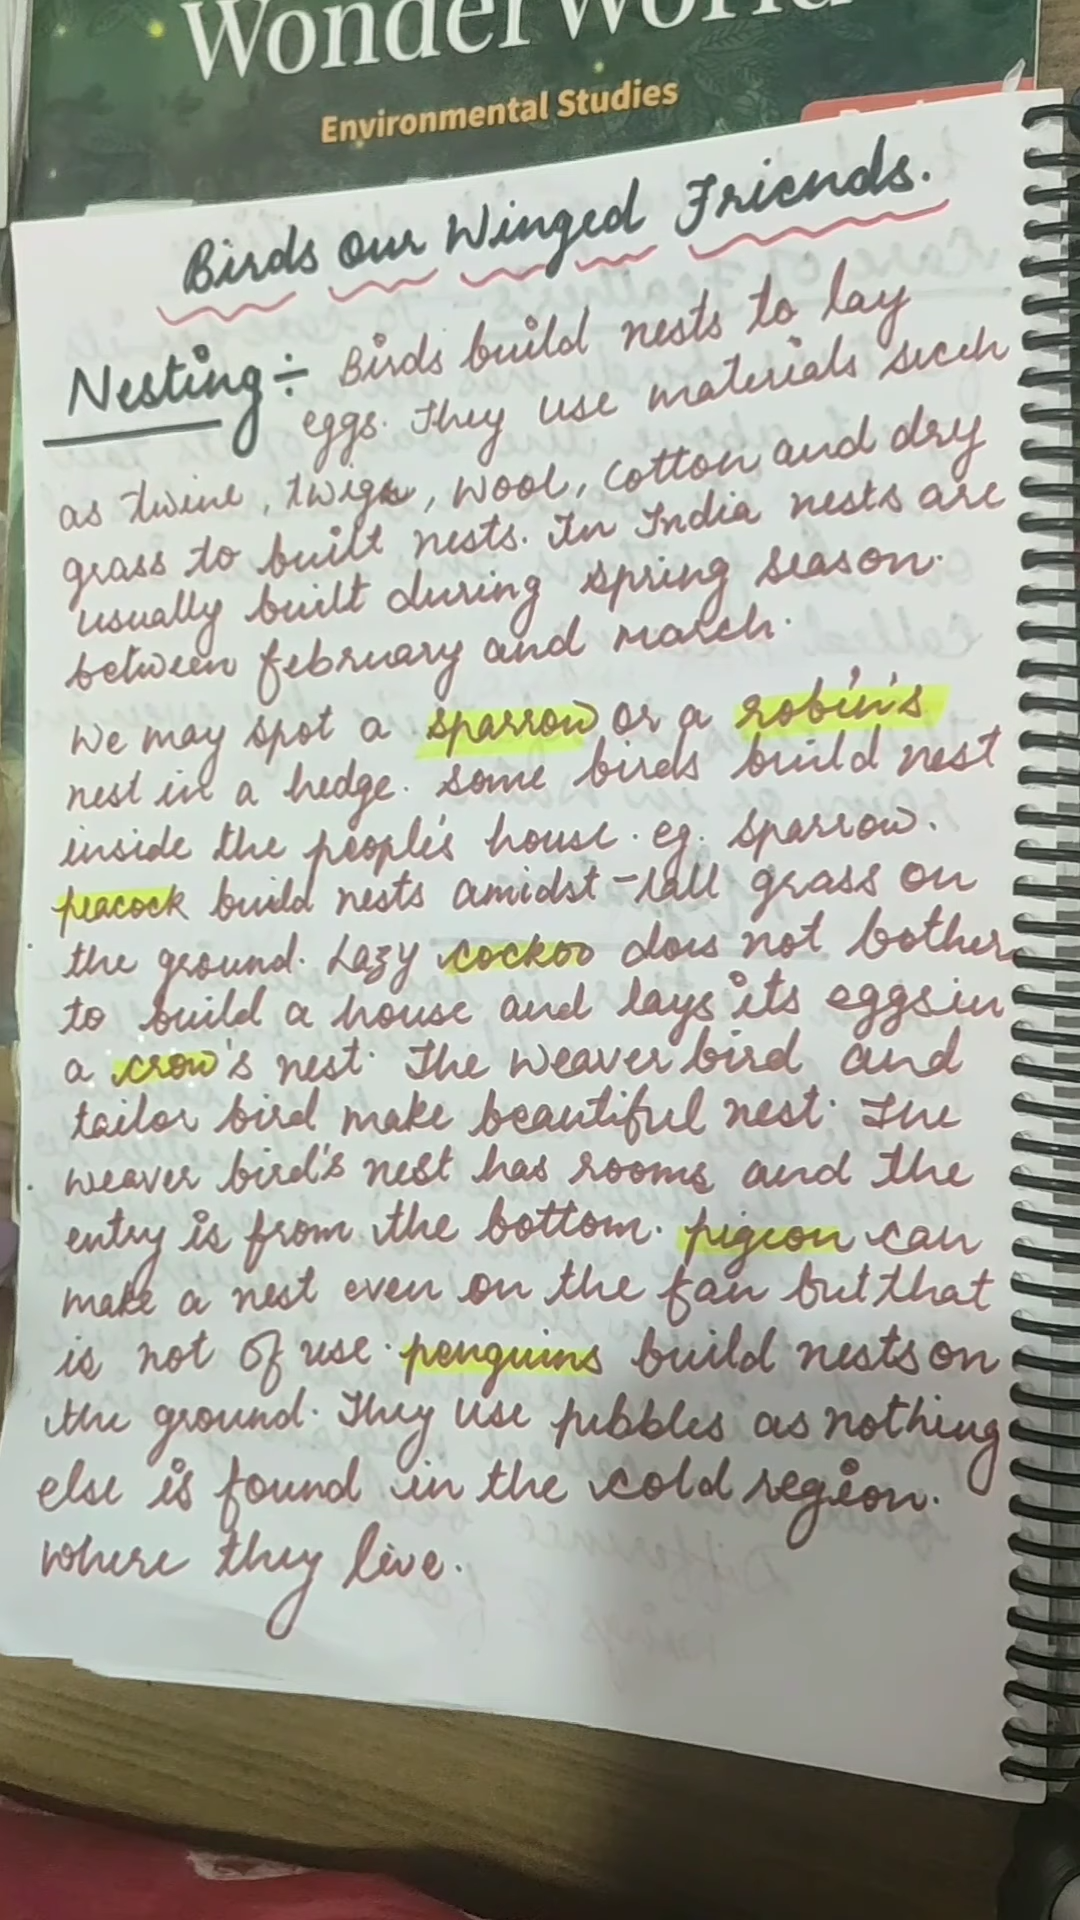 WonderWorld
Environmental Studies
Birds Our Winged Friends.
Nesting ÷ Birds build nests to lay
eggs. They use materials such
as twine, twigs, wool, cotton and dry
grass to built nests. In India nests are
usually built during spring season.
between february and march.
We may spot a sparrow or a robin's
nest in a hedge. Some birds build nest
inside the people's house. eg. Sparrow.
peacock build nests amidst tall grass on
the ground. Lazy cockoo does not bother
to build a house and lays its eggs in
a crow's nest. The weaver bird and
tailor bird make beautiful nest. The
weaver bird's nest has rooms and the
entry is from the bottom. pigeon can
make a nest even on the fan but that
is not of use. penguins build nests on
the ground. They use pebbles as nothing
else is found in the cold region.
where they live.